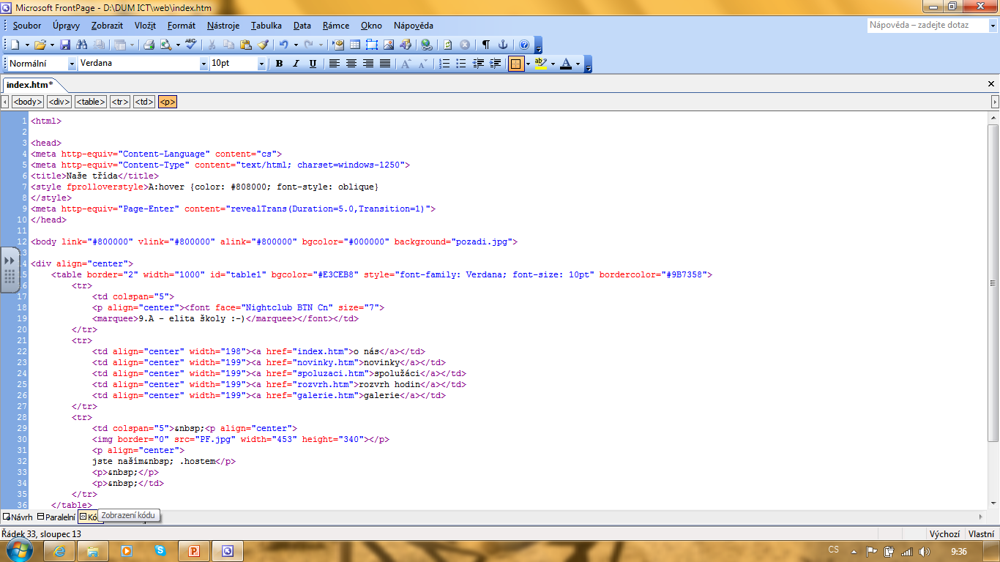 Microsoft FrontPage - D:\DUM ICT\web\index.htm
Soubor Úpravy Zobrazit Vložit Formát Nástroje Tabulka Data Rámce Okno Nápověda Nápověda – zadejte dotaz
Normální Verdana 10pt B I U
index.htm*
<body> <div> <table> <tr> <td> <p>
1 <html>
2
3 <head>
4 <meta http-equiv="Content-Language" content="cs">
5 <meta http-equiv="Content-Type" content="text/html; charset=windows-1250">
6 <title>Naše třída</title>
7 <style fprolloverstyle>A:hover {color: #808000; font-style: oblique}
8 </style>
9 <meta http-equiv="Page-Enter" content="revealTrans(Duration=5.0,Transition=1)">
10 </head>
11
12 <body link="#800000" vlink="#800000" alink="#800000" bgcolor="#000000" background="pozadi.jpg">
13
14 <div align="center">
15 <table border="2" width="1000" id="table1" bgcolor="#E3CEB8" style="font-family: Verdana; font-size: 10pt" bordercolor="#9B7358">
16 <tr>
17 <td colspan="5">
18 <p align="center"><font face="Nightclub BTN Cn" size="7">
19 <marquee>9.A - elita školy :-)</marquee></font></td>
20 </tr>
21 <tr>
22 <td align="center" width="198"><a href="index.htm">o nás</a></td>
23 <td align="center" width="199"><a href="novinky.htm">novinky</a></td>
24 <td align="center" width="199"><a href="spoluzaci.htm">spolužáci</a></td>
25 <td align="center" width="199"><a href="rozvrh.htm">rozvrh hodin</a></td>
26 <td align="center" width="199"><a href="galerie.htm">galerie</a></td>
27 </tr>
28 <tr>
29 <td colspan="5">&nbsp;<p align="center">
30 <img border="0" src="PF.jpg" width="453" height="340"></p>
31 <p align="center">
32 jste naším&nbsp; .hostem</p>
33 <p>&nbsp;</p>
34 <p>&nbsp;</td>
35 </tr>
36 </table>
Návrh Paralelní Kó Zobrazení kódu
Řádek 33, sloupec 13 Výchozí Vlastní
CS 9:36